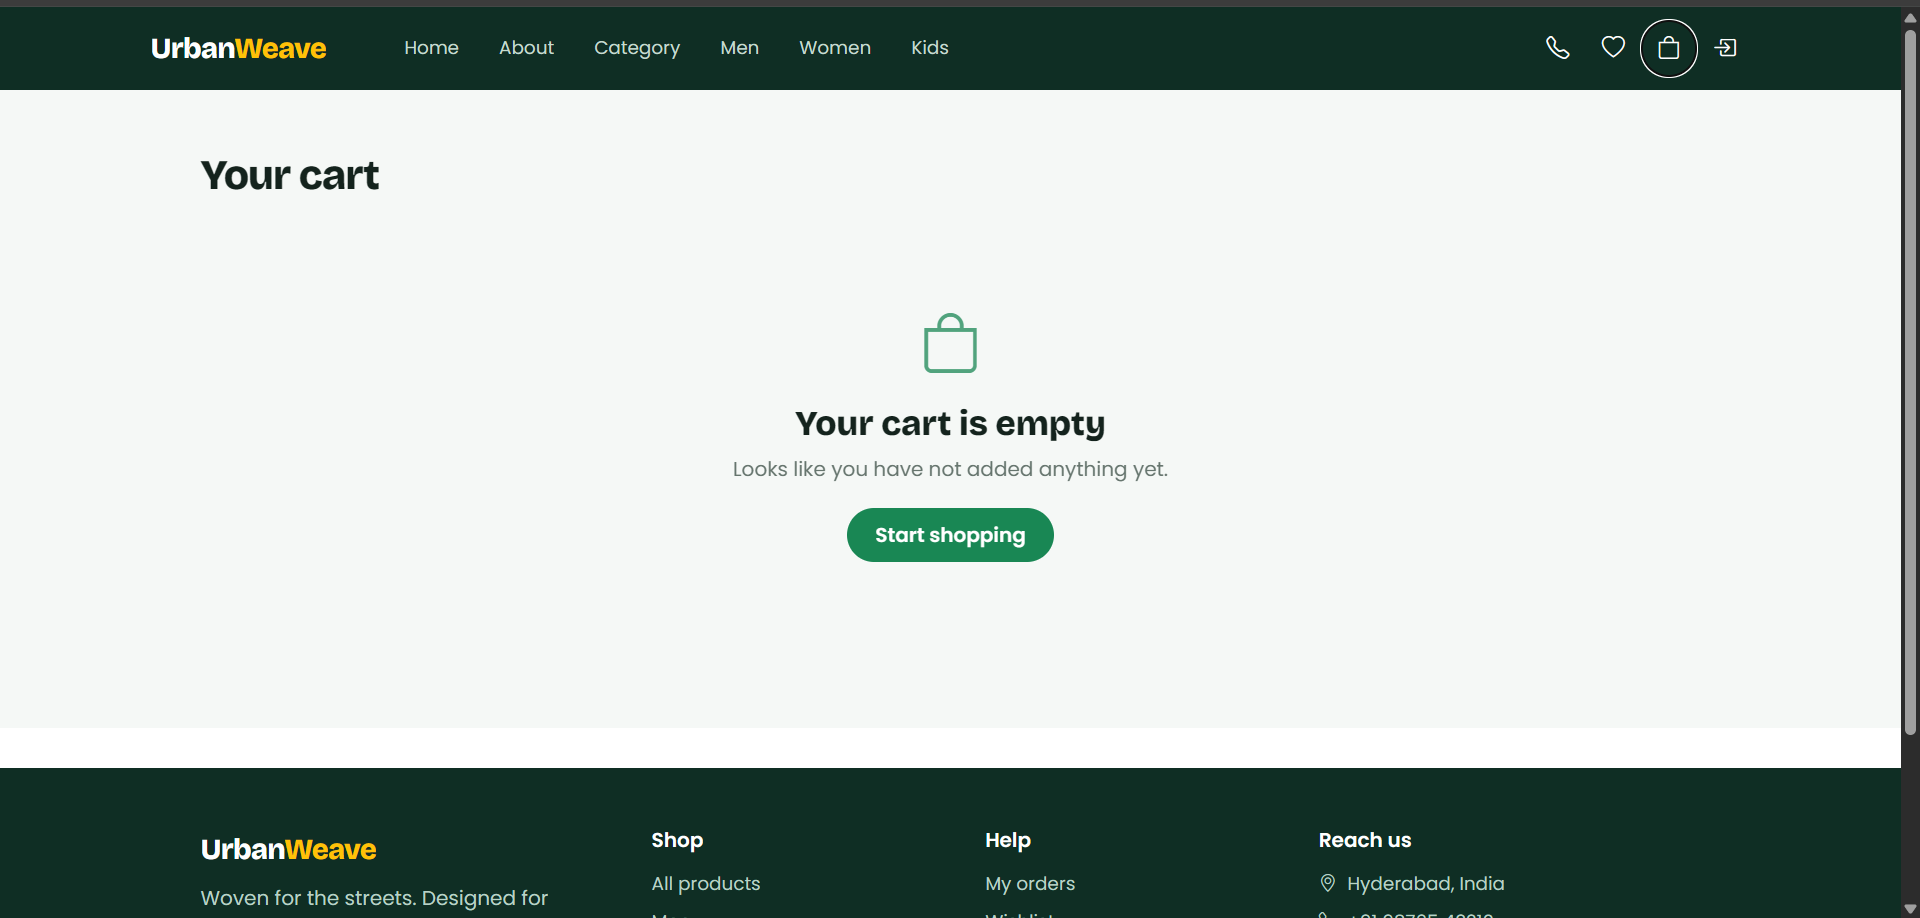 UrbanWeave Home About Category Men Women Kids
Your cart
Your cart is empty
Looks like you have not added anything yet.
Start shopping
UrbanWeave
Woven for the streets. Designed for
Shop
All products
Help
My orders
Reach us
Hyderabad, India